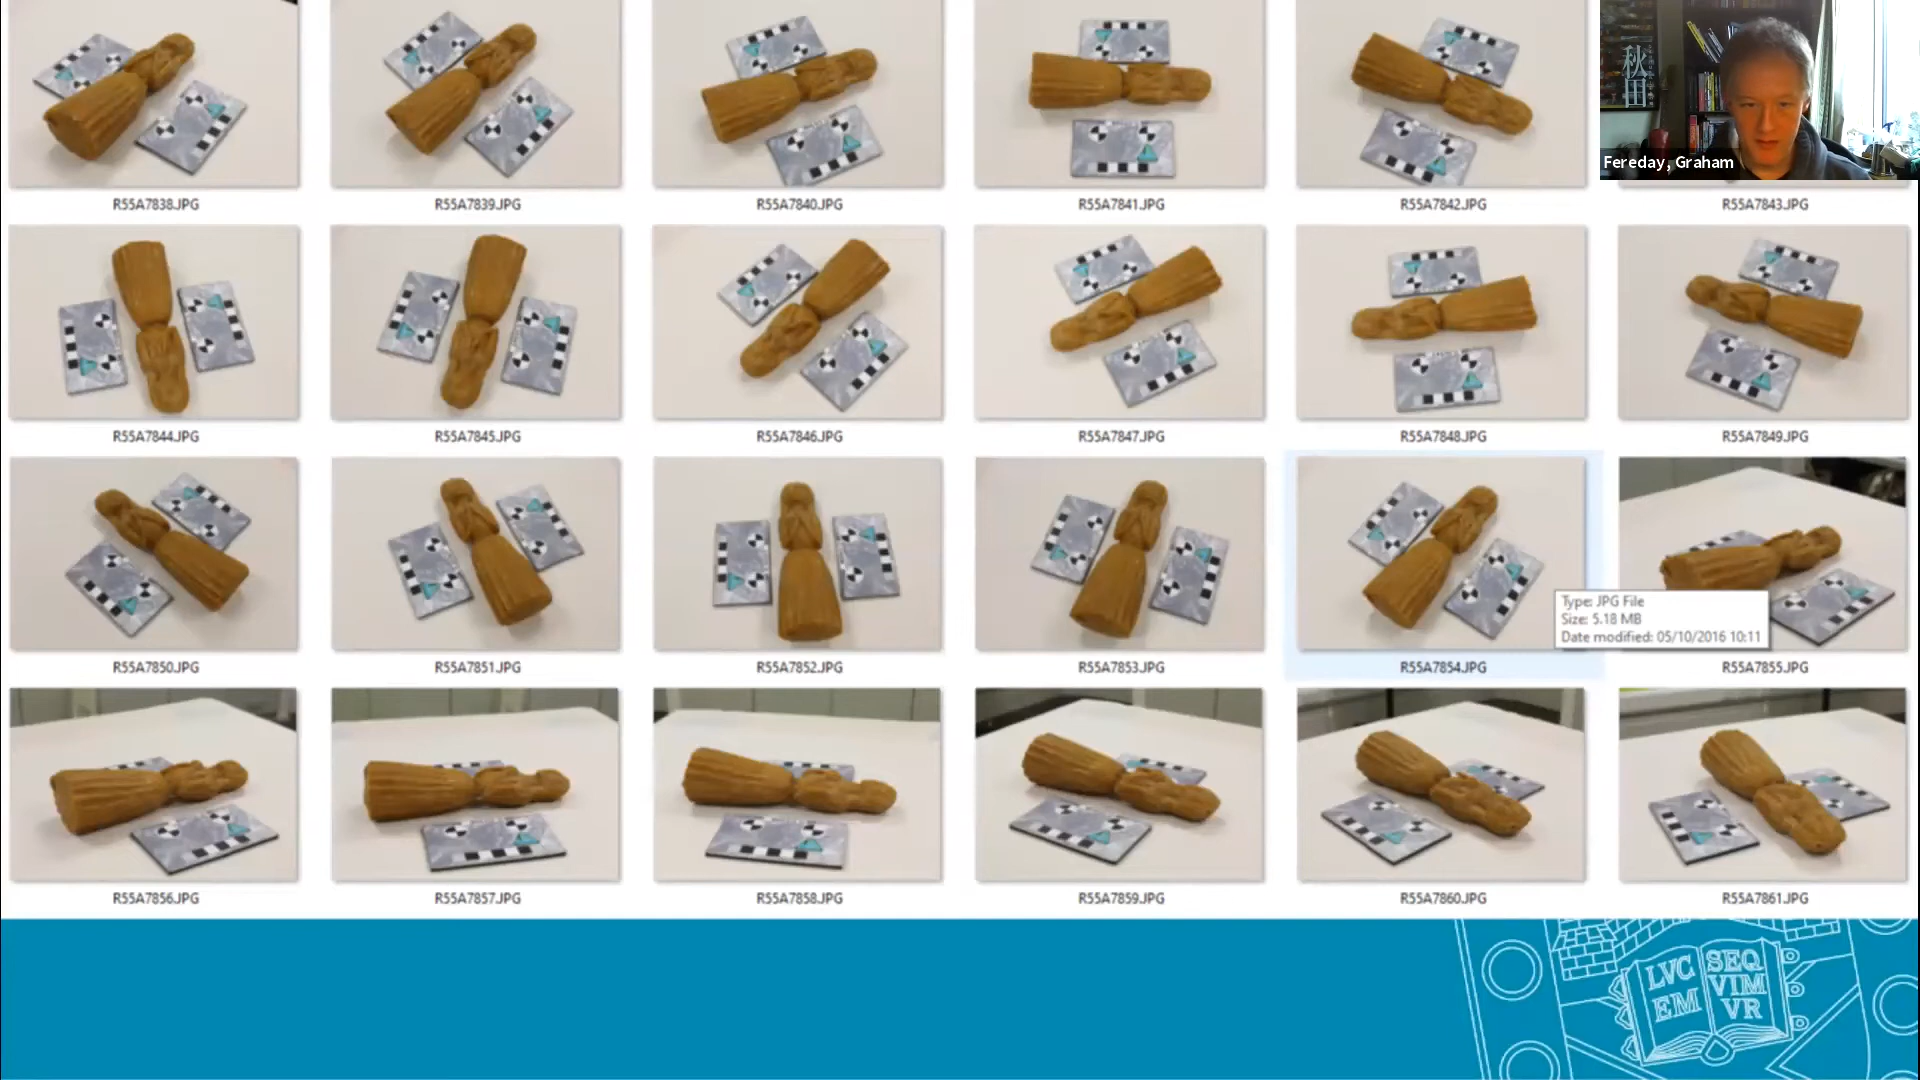 秋田
Fereday, Graham
R55A7838.JPG
R55A7839.JPG
R55A7840.JPG
R55A7841.JPG
R55A7842.JPG
R55A7843.JPG
R55A7844.JPG
R55A7845.JPG
R55A7846.JPG
R55A7847.JPG
R55A7848.JPG
R55A7849.JPG
Type: JPG File
Size: 5.18 MB
Date modified: 05/10/2016 10:11
R55A7850.JPG
R55A7851.JPG
R55A7852.JPG
R55A7853.JPG
R55A7854.JPG
R55A7855.JPG
R55A7856.JPG
R55A7857.JPG
R55A7858.JPG
R55A7859.JPG
R55A7860.JPG
R55A7861.JPG
LVC
EM
SEQ
VIM
VR